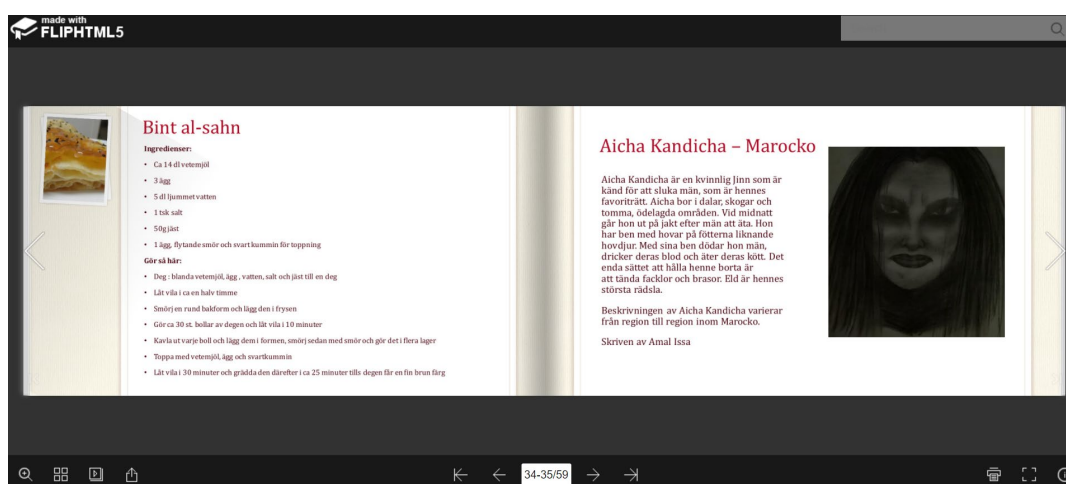 made with
FLIPHTML5
Bint al-sahn
Ingredienser:
• Ca 14 dl vetemjöl
• 3 ägg
• 5 dl ljummet vatten
• 1 tsk salt
• 50g jäst
• 1 ägg, flytande smör och svart kummin för toppning
Gör så här:
• Deg : blanda vetemjöl, ägg , vatten, salt och jäst till en deg
• Låt vila i ca en halv timme
• Smörj en rund bakform och lägg den i frysen
• Gör ca 30 st. bollar av degen och låt vila i 10 minuter
• Kavla ut varje boll och lägg dem i formen, smörj sedan med smör och gör det i flera lager
• Toppa med vetemjöl, ägg och svartkummin
• Låt vila i 30 minuter och grädda den därefter i ca 25 minuter tills degen får en fin brun färg
Aicha Kandicha – Marocko
Aicha Kandicha är en kvinnlig Jinn som är
känd för att sluka män, som är hennes
favoriträtt. Aicha bor i dalar, skogar och
tomma, ödelagda områden. Vid midnatt
går hon ut på jakt efter män att äta. Hon
har ben med hovar på fötterna liknande
hovdjur. Med sina ben dödar hon män,
dricker deras blod och äter deras kött. Det
enda sättet att hålla henne borta är
att tända facklor och brasor. Eld är hennes
största rädsla.
Beskrivningen av Aicha Kandicha varierar
från region till region inom Marocko.
Skriven av Amal Issa
34-35/59